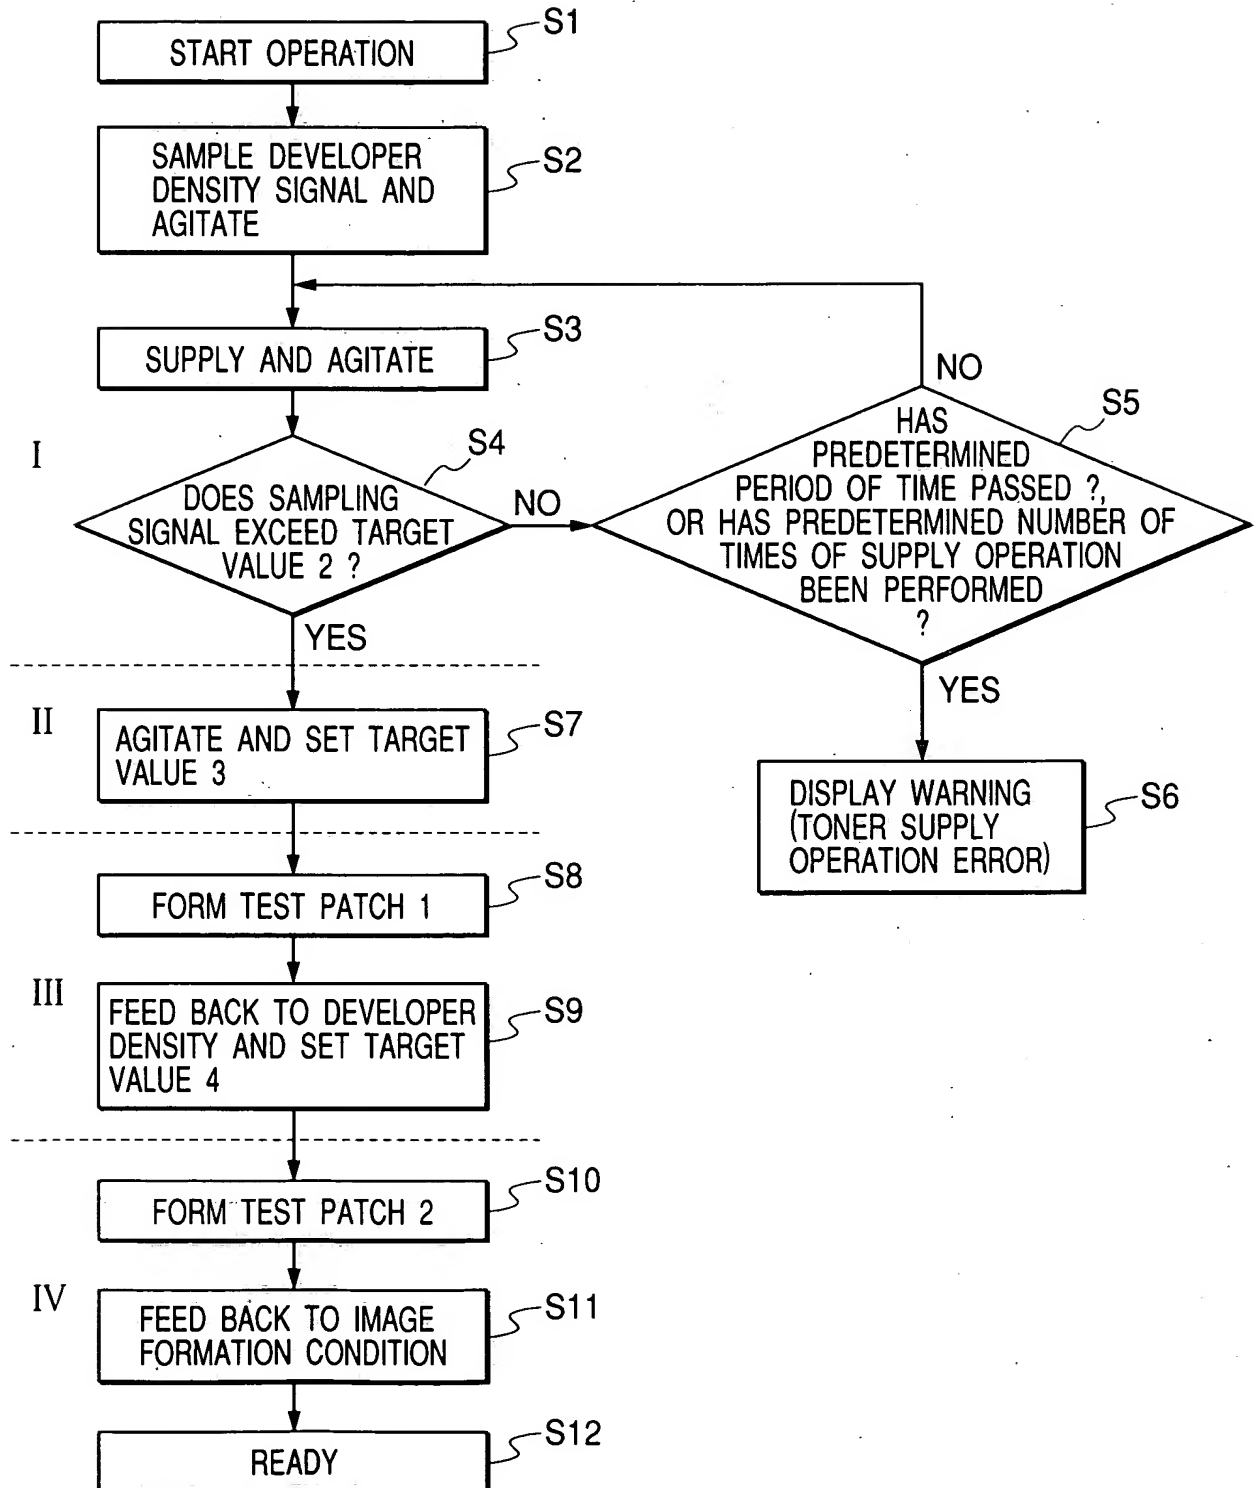 START OPERATION
S1
SAMPLE DEVELOPER
DENSITY SIGNAL AND
AGITATE
S2
SUPPLY AND AGITATE
S3
I
DOES SAMPLING
SIGNAL EXCEED TARGET
VALUE 2 ?
S4
NO
YES
HAS
PREDETERMINED
PERIOD OF TIME PASSED ?,
OR HAS PREDETERMINED NUMBER OF
TIMES OF SUPPLY OPERATION
BEEN PERFORMED
?
S5
NO
YES
DISPLAY WARNING
(TONER SUPPLY
OPERATION ERROR)
S6
II
AGITATE AND SET TARGET
VALUE 3
S7
FORM TEST PATCH 1
S8
III
FEED BACK TO DEVELOPER
DENSITY AND SET TARGET
VALUE 4
S9
FORM TEST PATCH 2
S10
IV
FEED BACK TO IMAGE
FORMATION CONDITION
S11
READY
S12